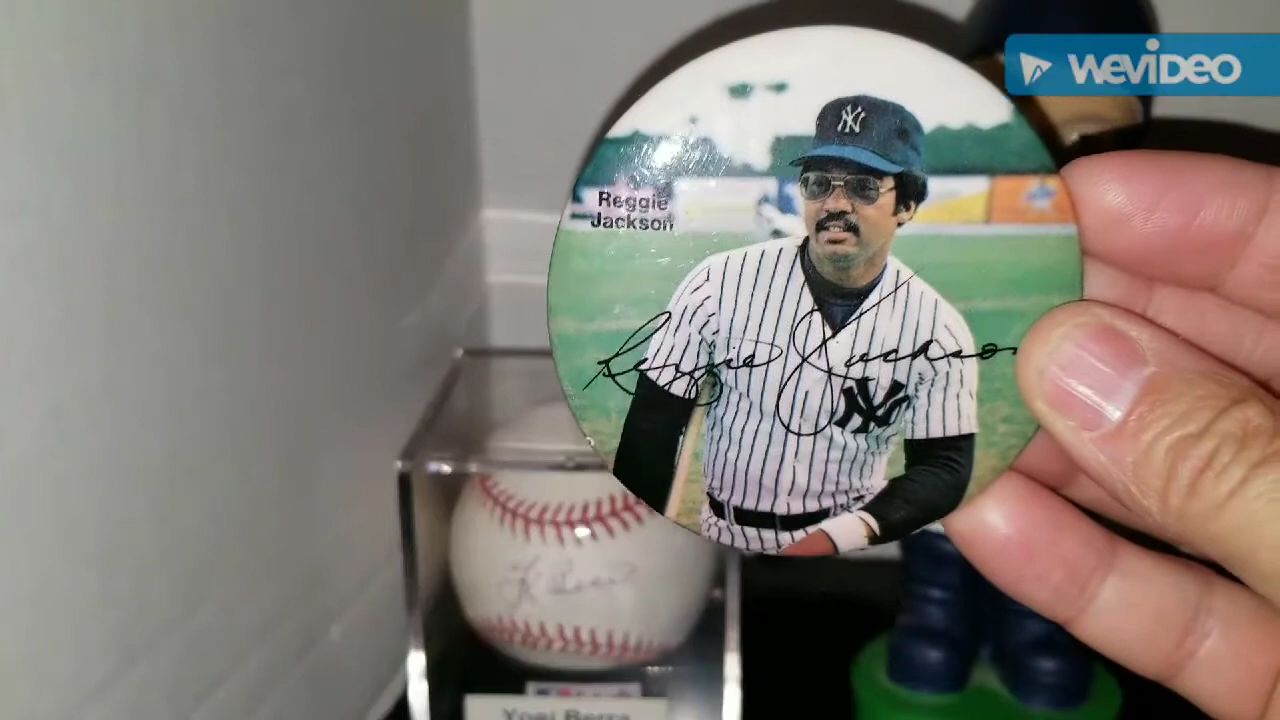 WEVIDEO
NY
Reggie
Jackson
Reggie Jackson
NY
Yogi Berra